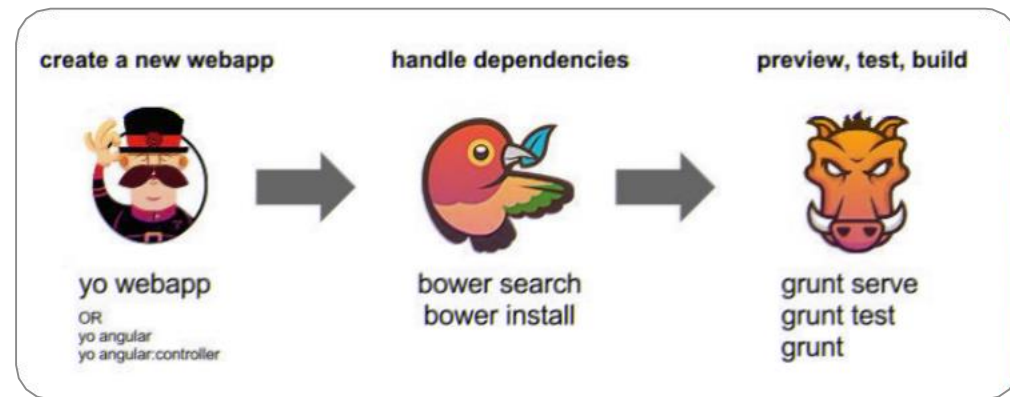 create a new webapp
handle dependencies
preview, test, build
yo webapp
OR
yo angular
yo angular:controller
bower search
bower install
grunt serve
grunt test
grunt